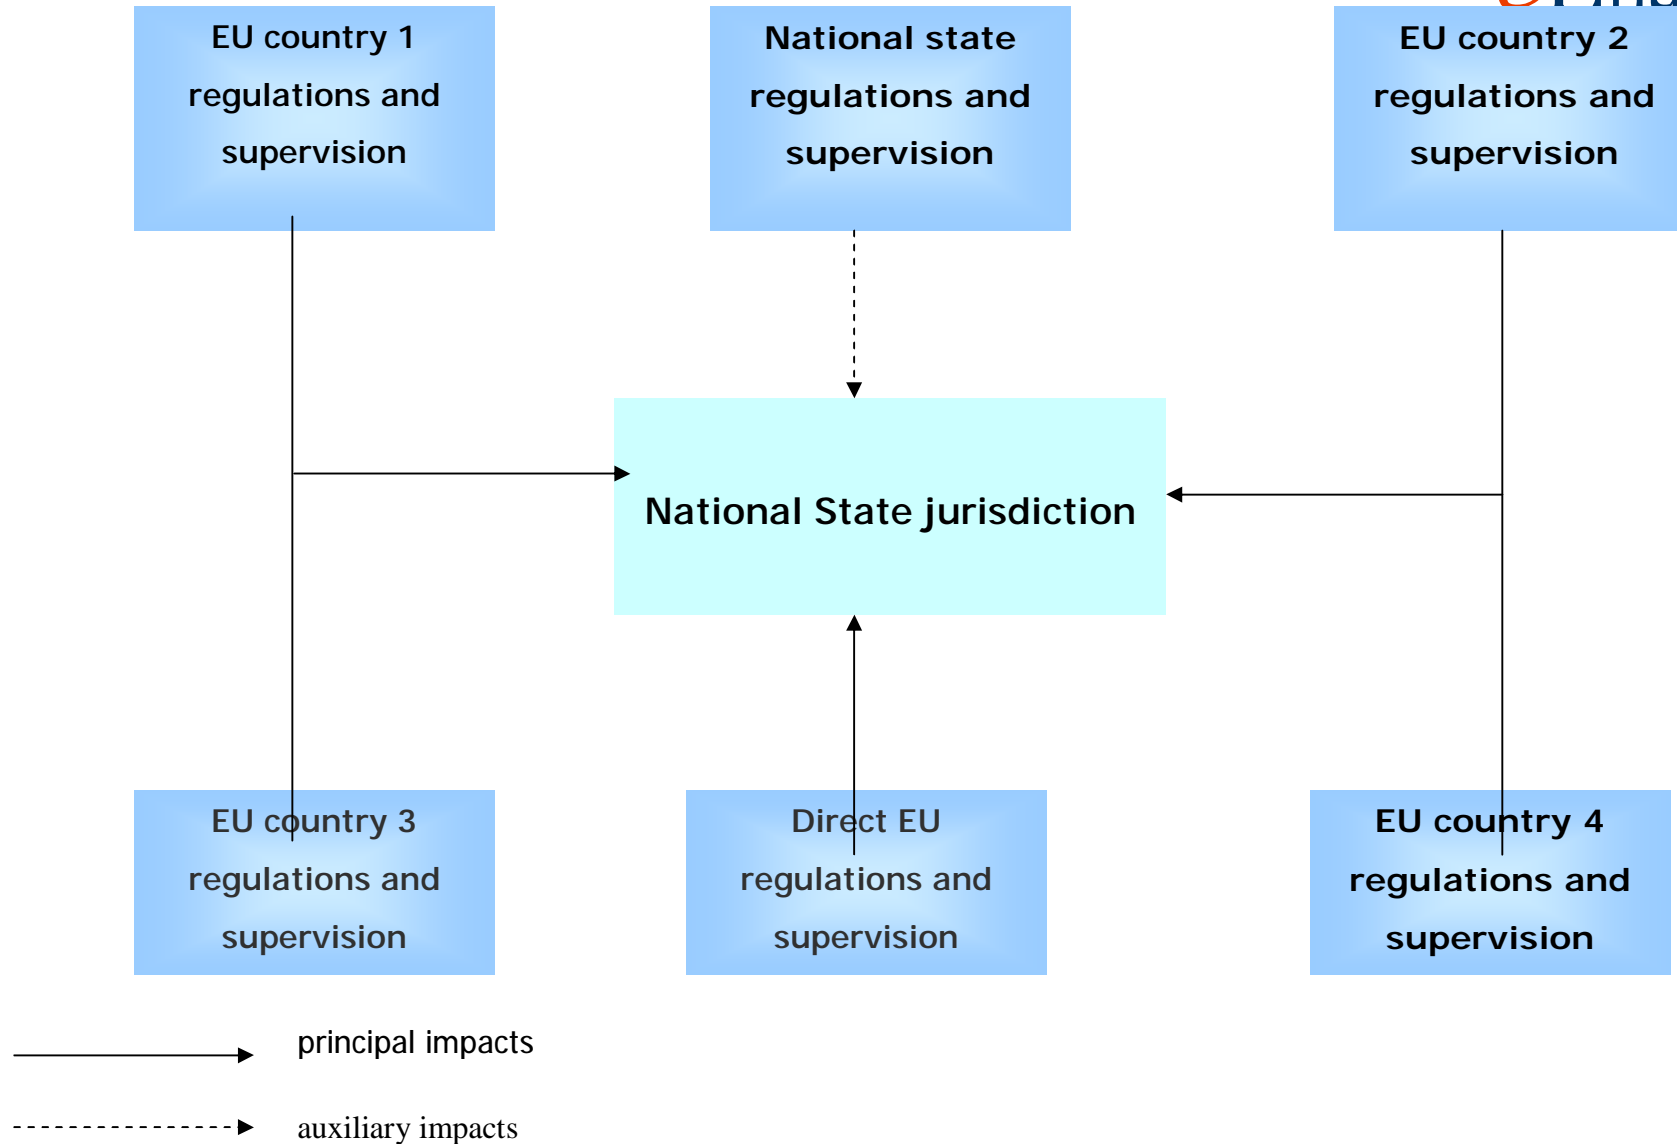 EU country 1
regulations and
supervision
National state
regulations and
supervision
EU country 2
regulations and
supervision
National State jurisdiction
EU country 3
regulations and
supervision
Direct EU
regulations and
supervision
EU country 4
regulations and
supervision
principal impacts
auxiliary impacts